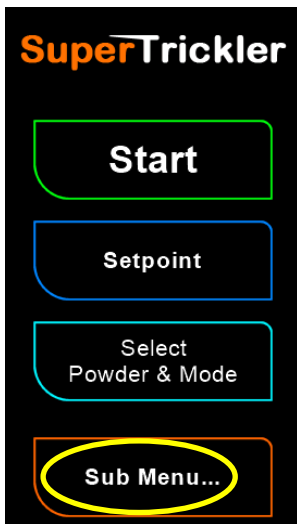 SuperTrickler
Start
Setpoint
Select
Powder & Mode
Sub Menu...